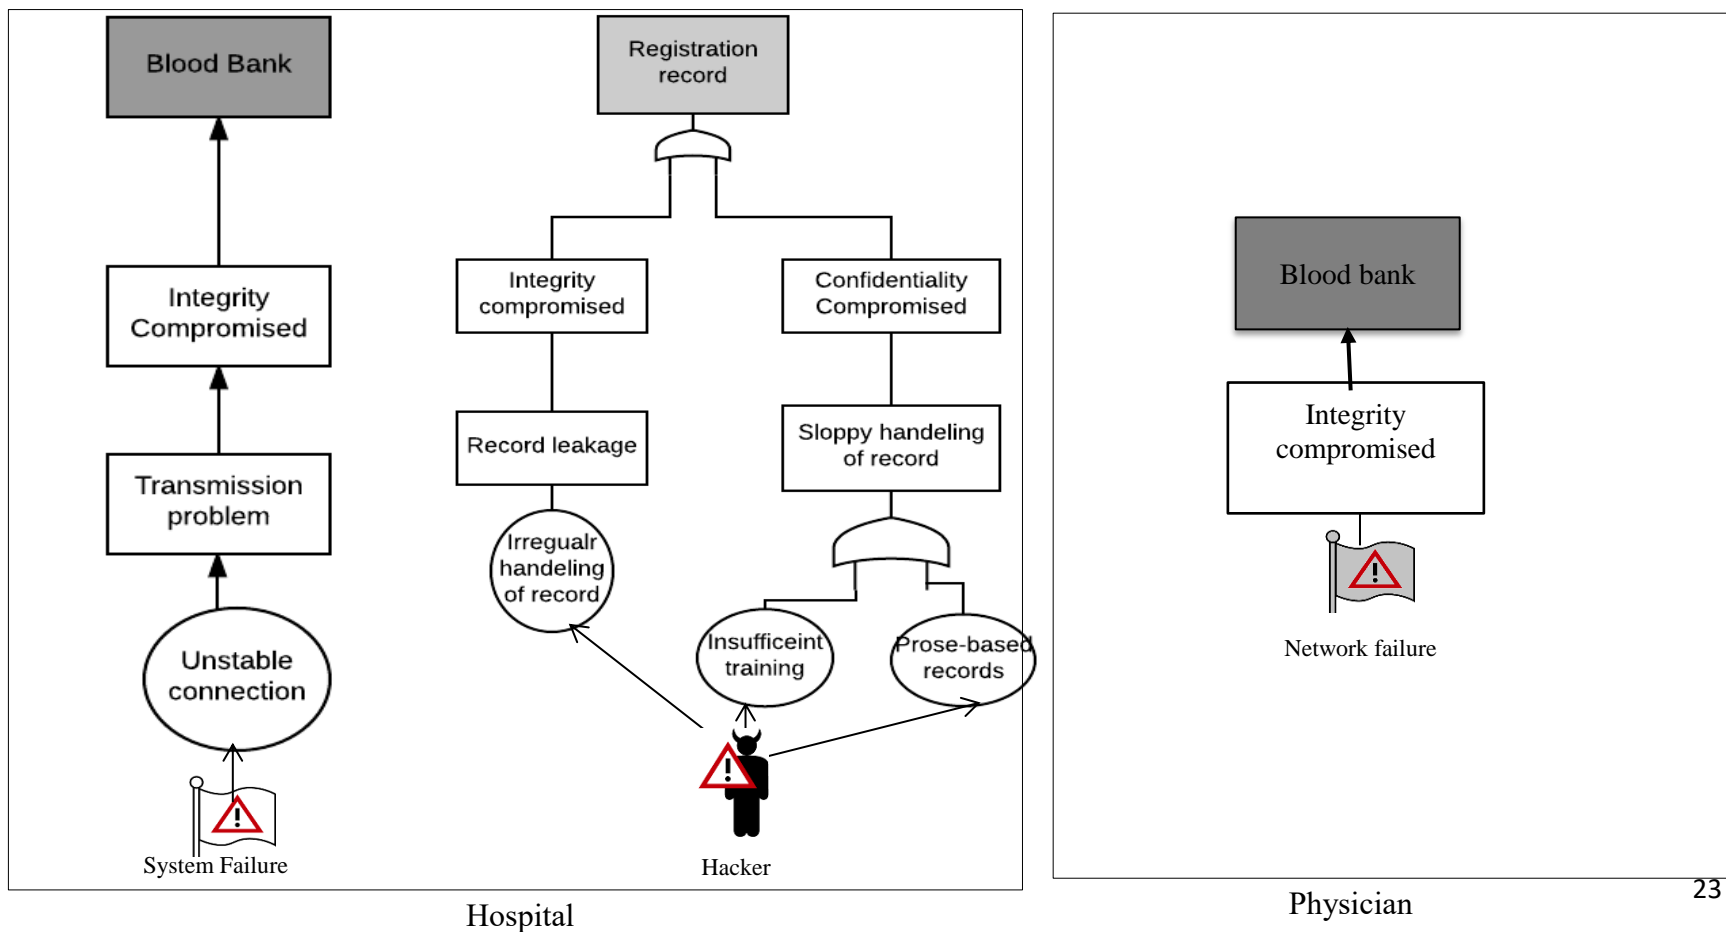 Blood Bank
Integrity
Compromised
Transmission
problem
Unstable
connection
System Failure
Registration
record
Integrity
compromised
Record leakage
Irregualr
handeling
of record
Confidentiality
Compromised
Sloppy handeling
of record
Insufficeint
training
Prose-based
records
Hacker
Hospital
Blood bank
Integrity
compromised
Network failure
Physician
23